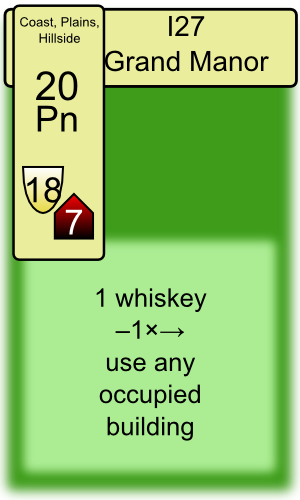 Coast, Plains,
Hillside
I27
Grand Manor
20
Pn
18
7
1 whiskey
–1×→
use any
occupied
building